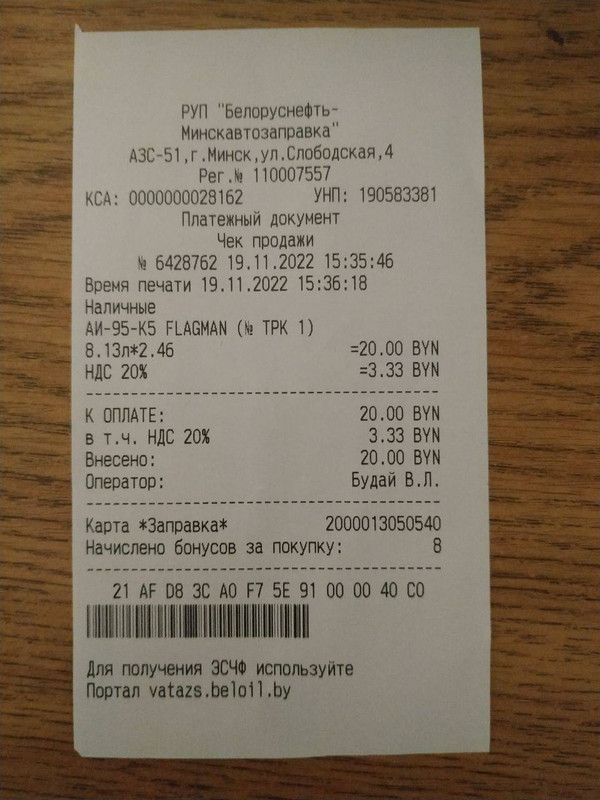 РУП "Белоруснефть-
Минскавтозаправка"
АЗС-51,г.Минск,ул.Слободская,4
Рег.№ 110007557
КСА: 0000000028162 УНП: 190583381
Платежный документ
Чек продажи
№ 6428762 19.11.2022 15:35:46
Время печати 19.11.2022 15:36:18
Наличные
АИ-95-К5 FLAGMAN (№ ТРК 1)
8.13л*2.46 =20.00 BYN
НДС 20% =3.33 BYN
К ОПЛАТЕ: 20.00 BYN
в т.ч. НДС 20% 3.33 BYN
Внесено: 20.00 BYN
Оператор: Будай В.Л.
Карта *Заправка* 2000013050540
Начислено бонусов за покупку: 8
21 AF D8 3C A0 F7 5E 91 00 00 40 C0
Для получения ЭСЧФ используйте
Портал vatazs.beloil.by